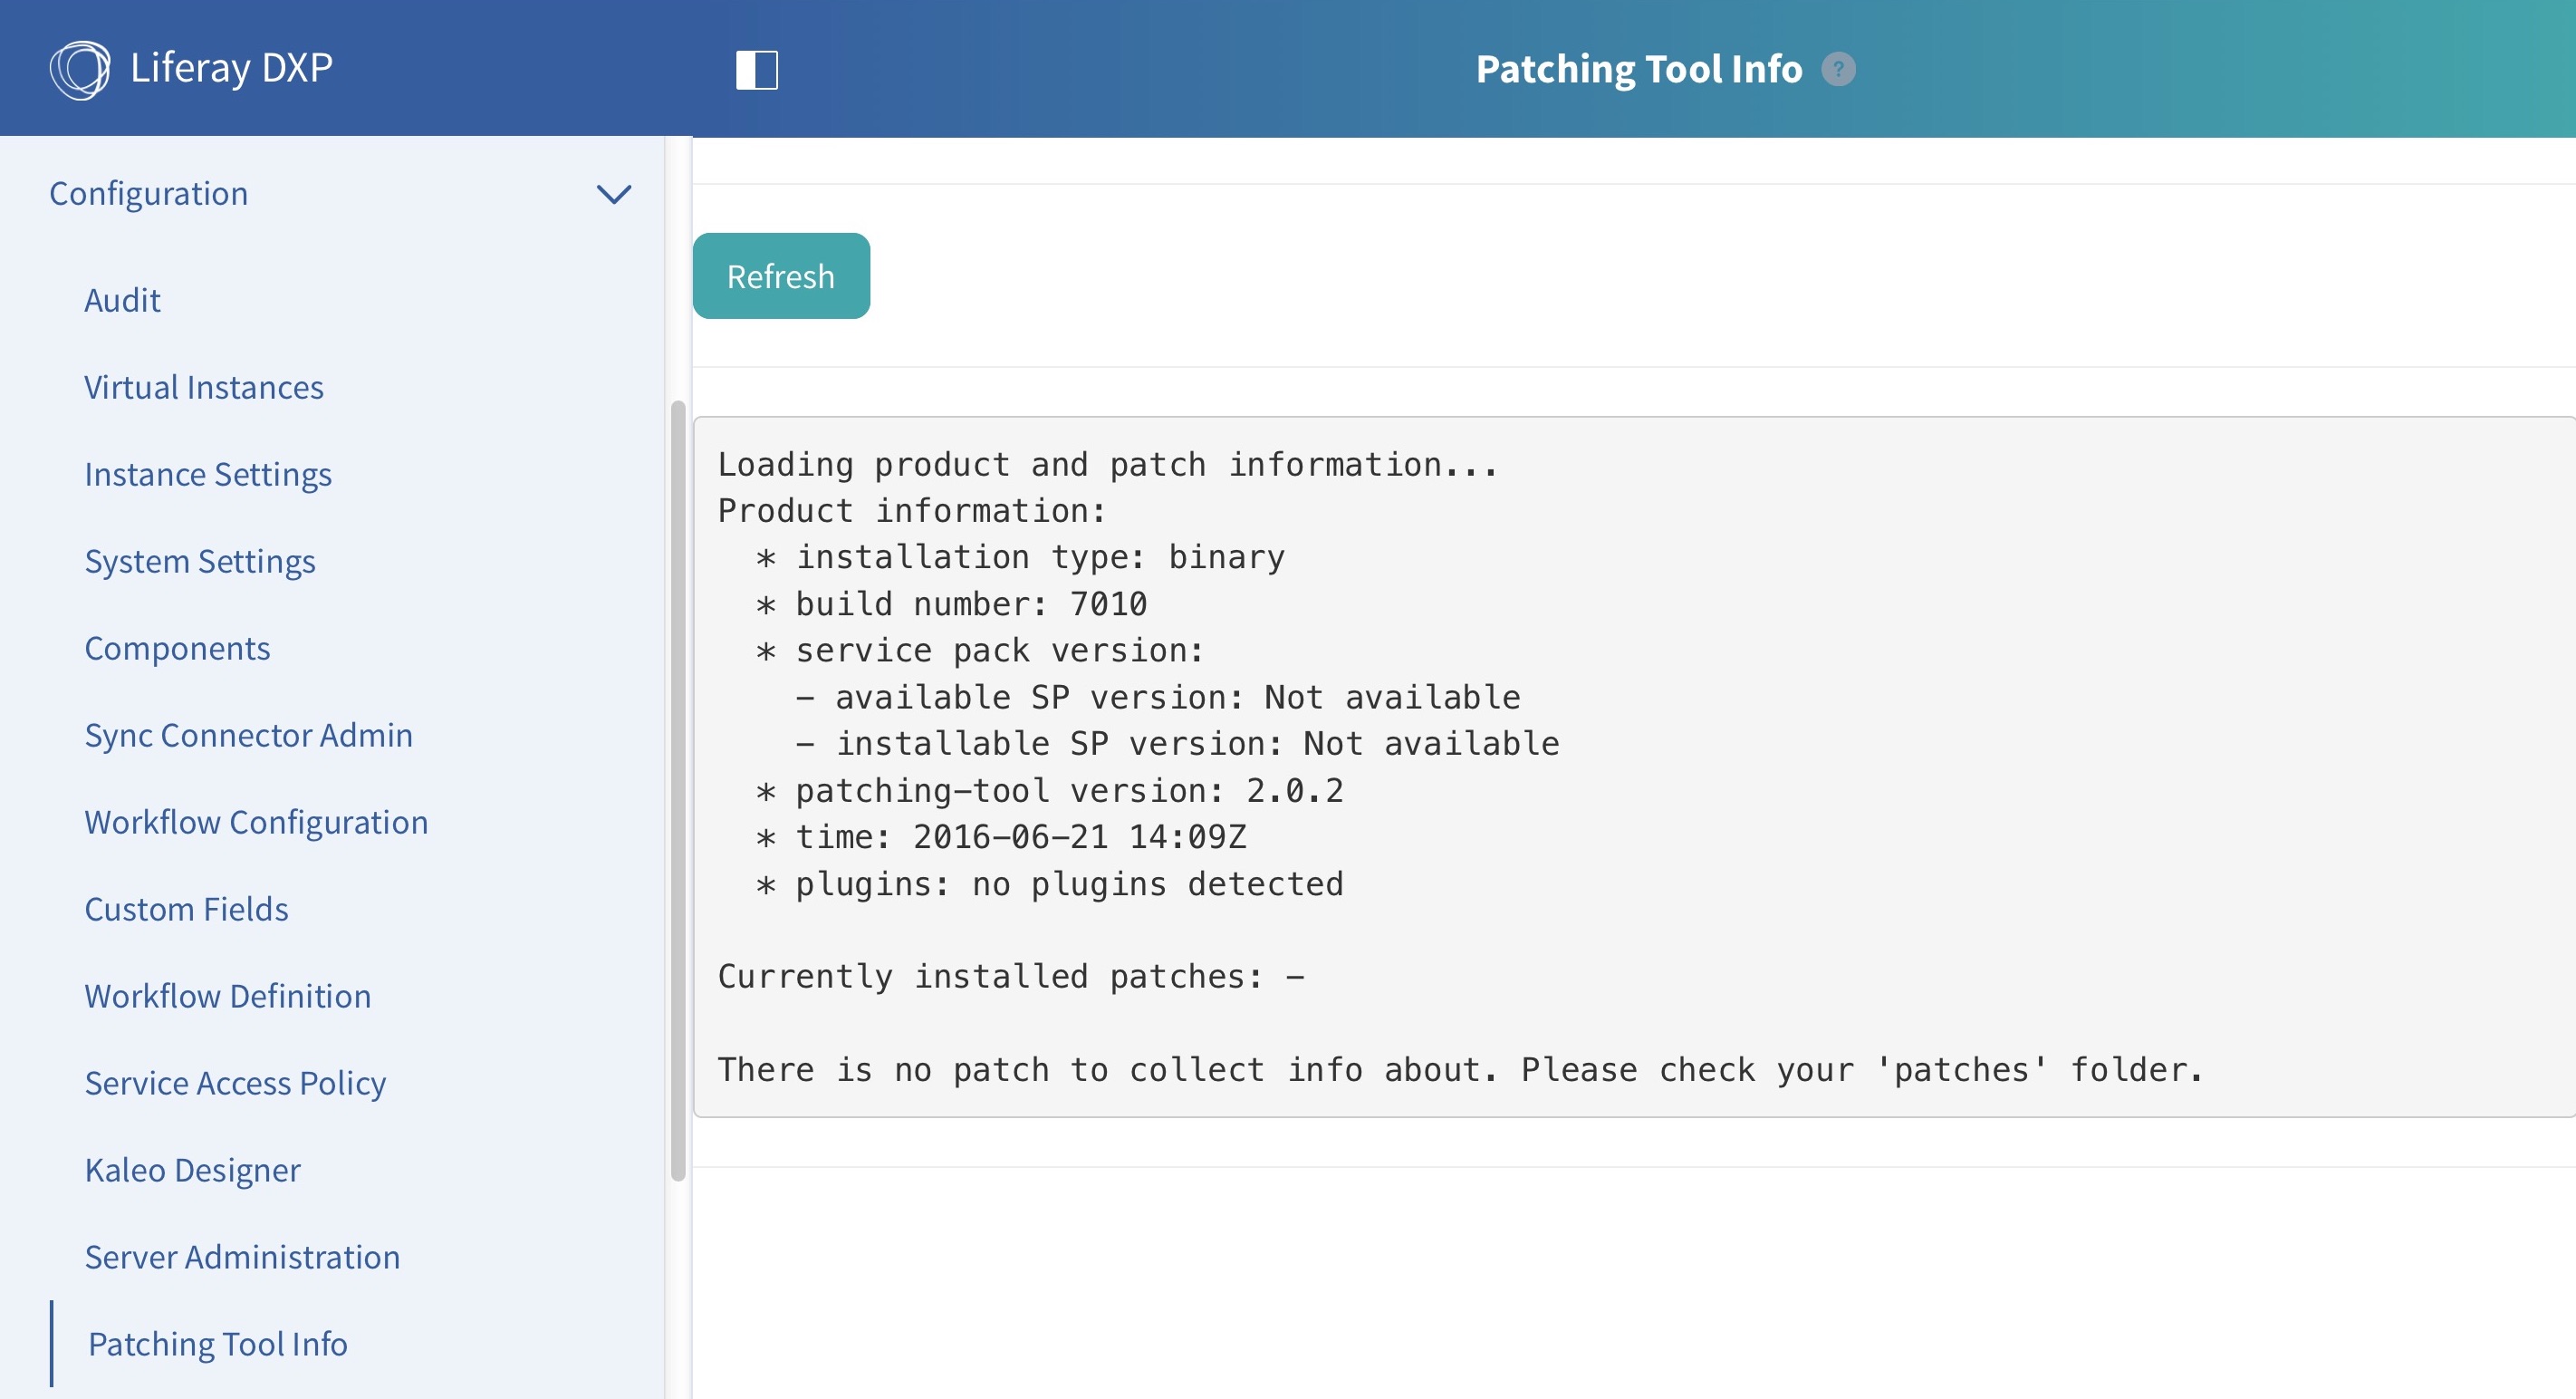 Liferay DXP
Patching Tool Info ?
Configuration
Audit
Virtual Instances
Instance Settings
System Settings
Components
Sync Connector Admin
Workflow Configuration
Custom Fields
Workflow Definition
Service Access Policy
Kaleo Designer
Server Administration
Patching Tool Info
Refresh
Loading product and patch information...
Product information:
* installation type: binary
* build number: 7010
* service pack version:
- available SP version: Not available
- installable SP version: Not available
* patching-tool version: 2.0.2
* time: 2016-06-21 14:09Z
* plugins: no plugins detected
Currently installed patches: -
There is no patch to collect info about. Please check your 'patches' folder.